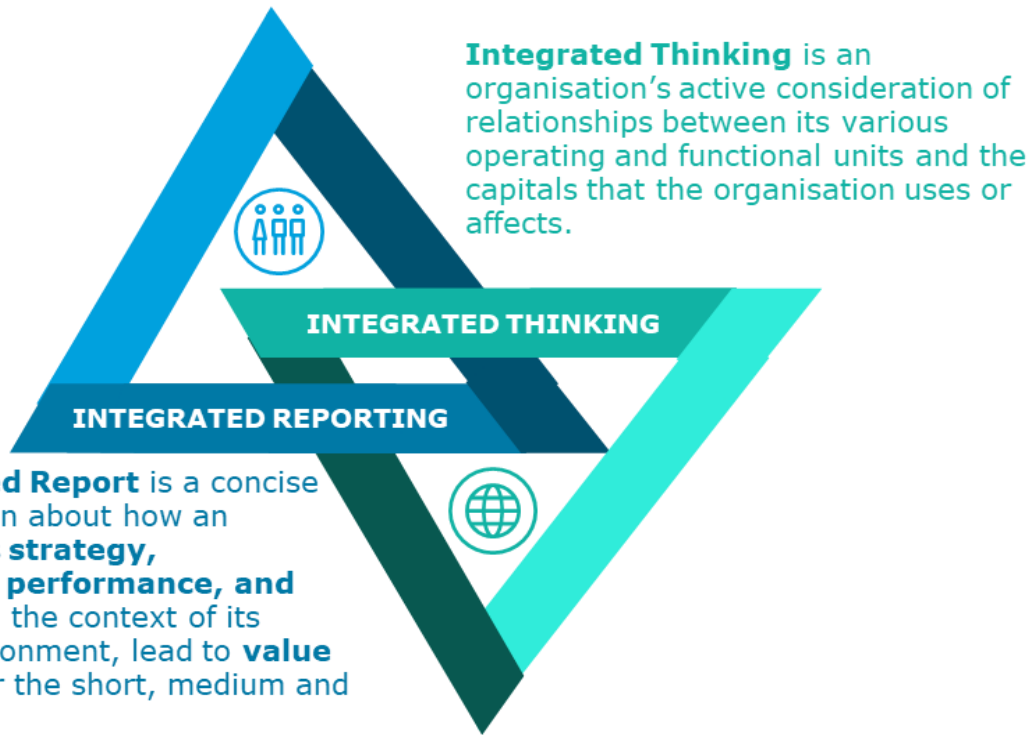 Integrated Thinking is an
organisation's active consideration of
relationships between its various
operating and functional units and the
capitals that the organisation uses or
affects.
INTEGRATED THINKING
INTEGRATED REPORTING
Report is a concise
about how an
strategy,
performance, and
the context of its
lead to value
the short, medium and